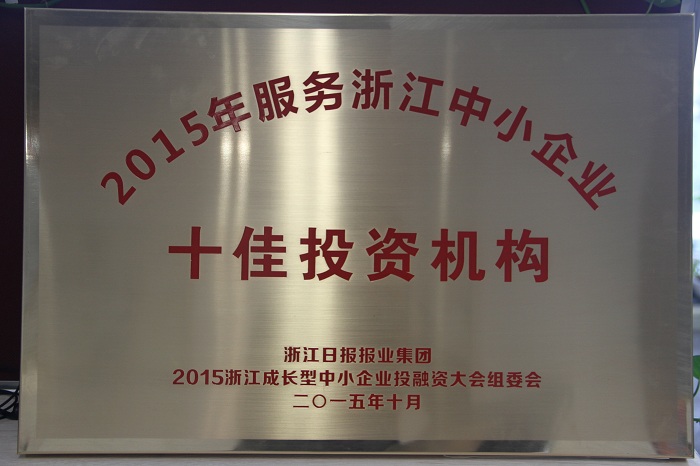 2015年服务浙江中小企业
十佳投资机构
浙江日报报业集团
2015浙江成长型中小企业投融资大会组委会
二〇一五年十月